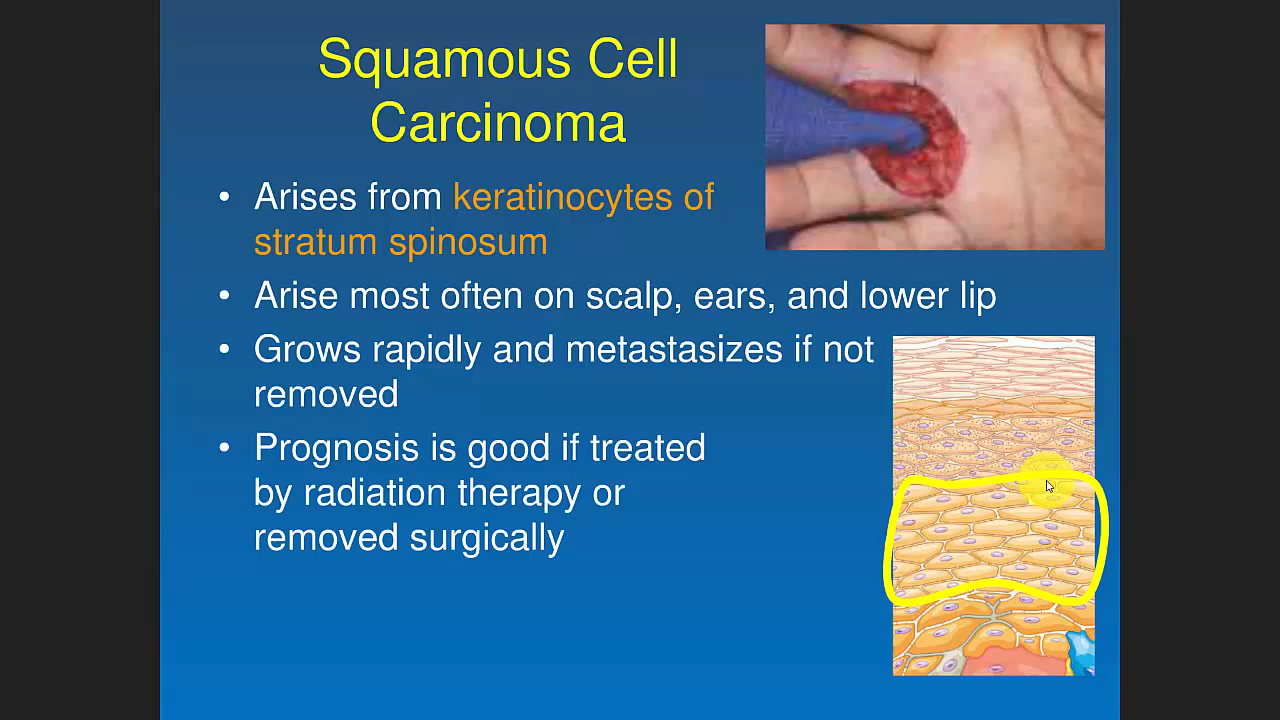 Squamous Cell
Carcinoma
• Arises from keratinocytes of
stratum spinosum
• Arise most often on scalp, ears, and lower lip
• Grows rapidly and metastasizes if not
removed
• Prognosis is good if treated
by radiation therapy or
removed surgically